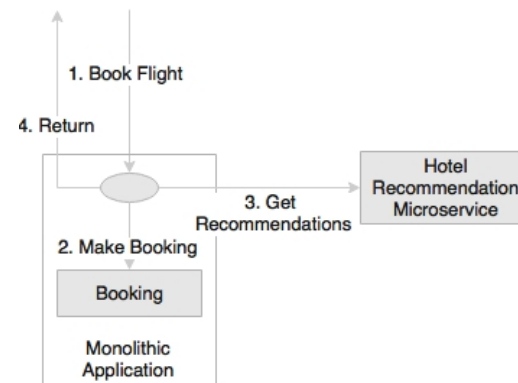 1. Book Flight
4. Return
Hotel
Recommendation
Microservice
3. Get
Recommendations
2. Make Booking
Booking
Monolithic
Application